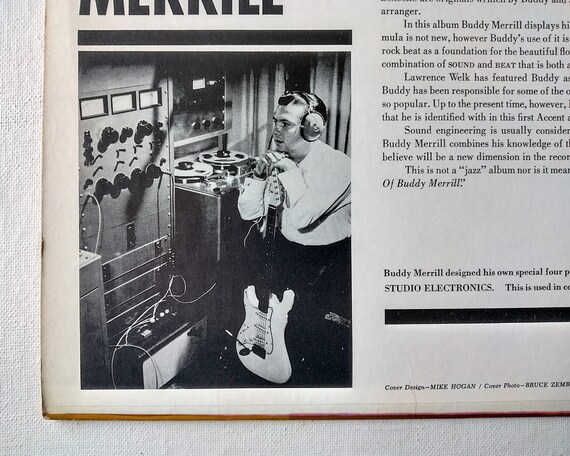 MERRILL
arranger.
In this album Buddy Merrill displays hi
mula is not new, however Buddy's use of it is
rock beat as a foundation for the beautiful flo
combination of SOUND and BEAT that is both a
Lawrence Welk has featured Buddy as
Buddy has been responsible for some of the o
so popular. Up to the present time, however,
that he is identified with in this first Accent a
Sound engineering is usually consider
Buddy Merrill combines his knowledge of th
believe will be a new dimension in the recor
This is not a "jazz" album nor is it mean
Of Buddy Merrill."
Buddy Merrill designed his own special four p
STUDIO ELECTRONICS. This is used in co
Cover Design—MIKE HOGAN / Cover Photo—BRUCE ZEMB